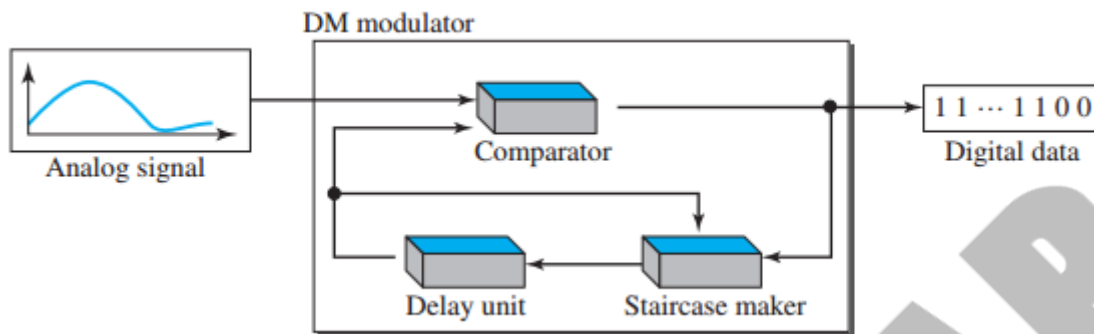 DM modulator
Analog signal
Comparator
1 1 ··· 1 1 0 0
Digital data
Delay unit
Staircase maker